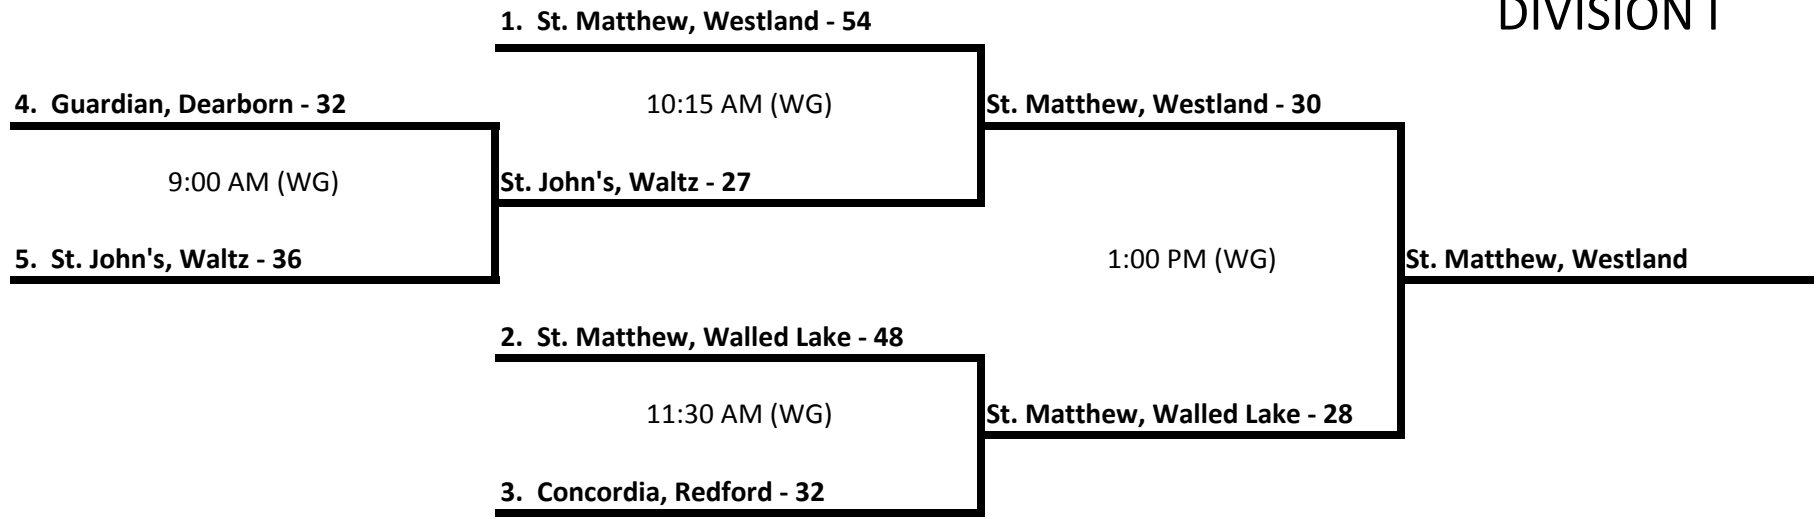 DIVISION I
1. St. Matthew, Westland - 54
4. Guardian, Dearborn - 32
10:15 AM (WG)
St. Matthew, Westland - 30
9:00 AM (WG)
St. John's, Waltz - 27
5. St. John's, Waltz - 36
1:00 PM (WG)
St. Matthew, Westland
2. St. Matthew, Walled Lake - 48
11:30 AM (WG)
St. Matthew, Walled Lake - 28
3. Concordia, Redford - 32